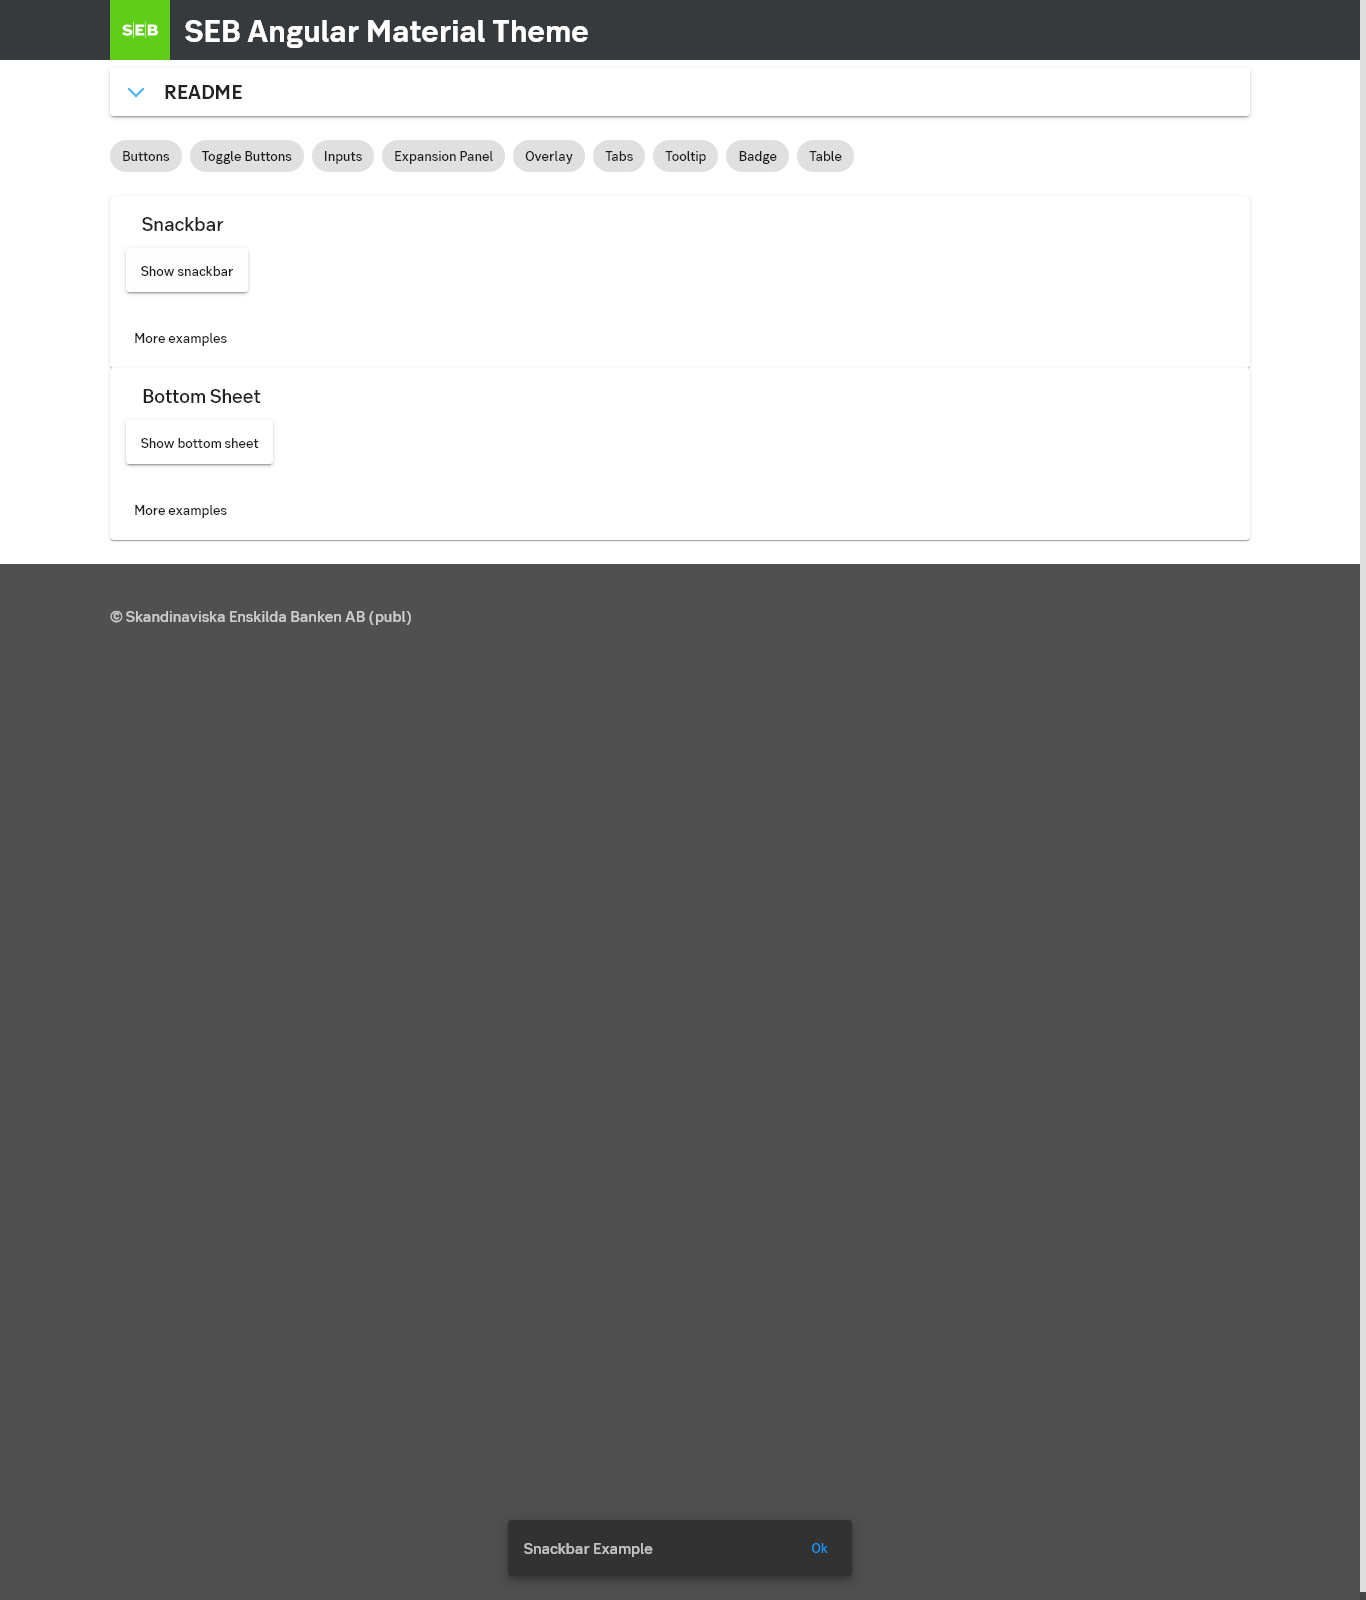 SEB SEB Angular Material Theme
README
Buttons Toggle Buttons Inputs Expansion Panel Overlay Tabs Tooltip Badge Table
Snackbar
Show snackbar
More examples
Bottom Sheet
Show bottom sheet
More examples
© Skandinaviska Enskilda Banken AB (publ)
Snackbar Example Ok